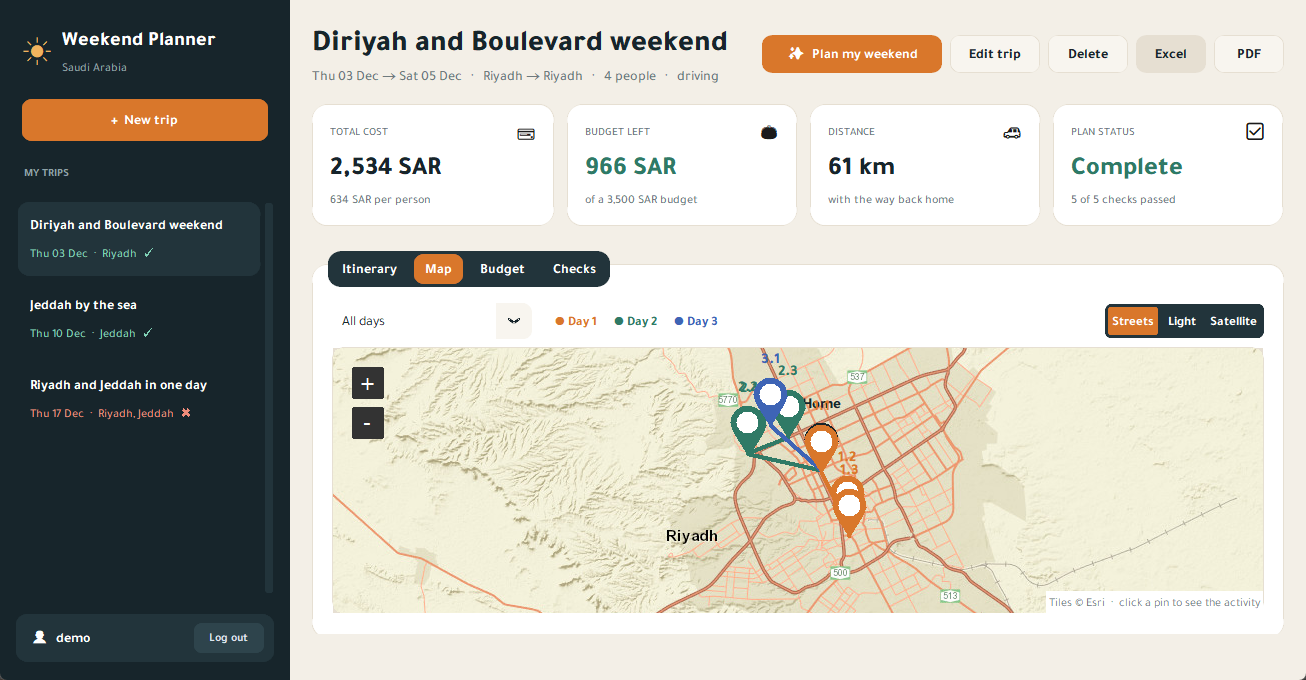 Weekend Planner
Saudi Arabia
+ New trip
MY TRIPS
Diriyah and Boulevard weekend
Thu 03 Dec · Riyadh ✓
Jeddah by the sea
Thu 10 Dec · Jeddah ✓
Riyadh and Jeddah in one day
Thu 17 Dec · Riyadh, Jeddah ✖
demo
Log out
Diriyah and Boulevard weekend
Thu 03 Dec → Sat 05 Dec · Riyadh → Riyadh · 4 people · driving
Plan my weekend
Edit trip
Delete
Excel
PDF
TOTAL COST
2,534 SAR
634 SAR per person
BUDGET LEFT
966 SAR
of a 3,500 SAR budget
DISTANCE
61 km
with the way back home
PLAN STATUS
Complete
5 of 5 checks passed
Itinerary
Map
Budget
Checks
All days
Day 1
Day 2
Day 3
Streets
Light
Satellite
+
-
3.1
2.3
537
5770
Home
1.2
1.3
Riyadh
500
513
Tiles © Esri · click a pin to see the activity